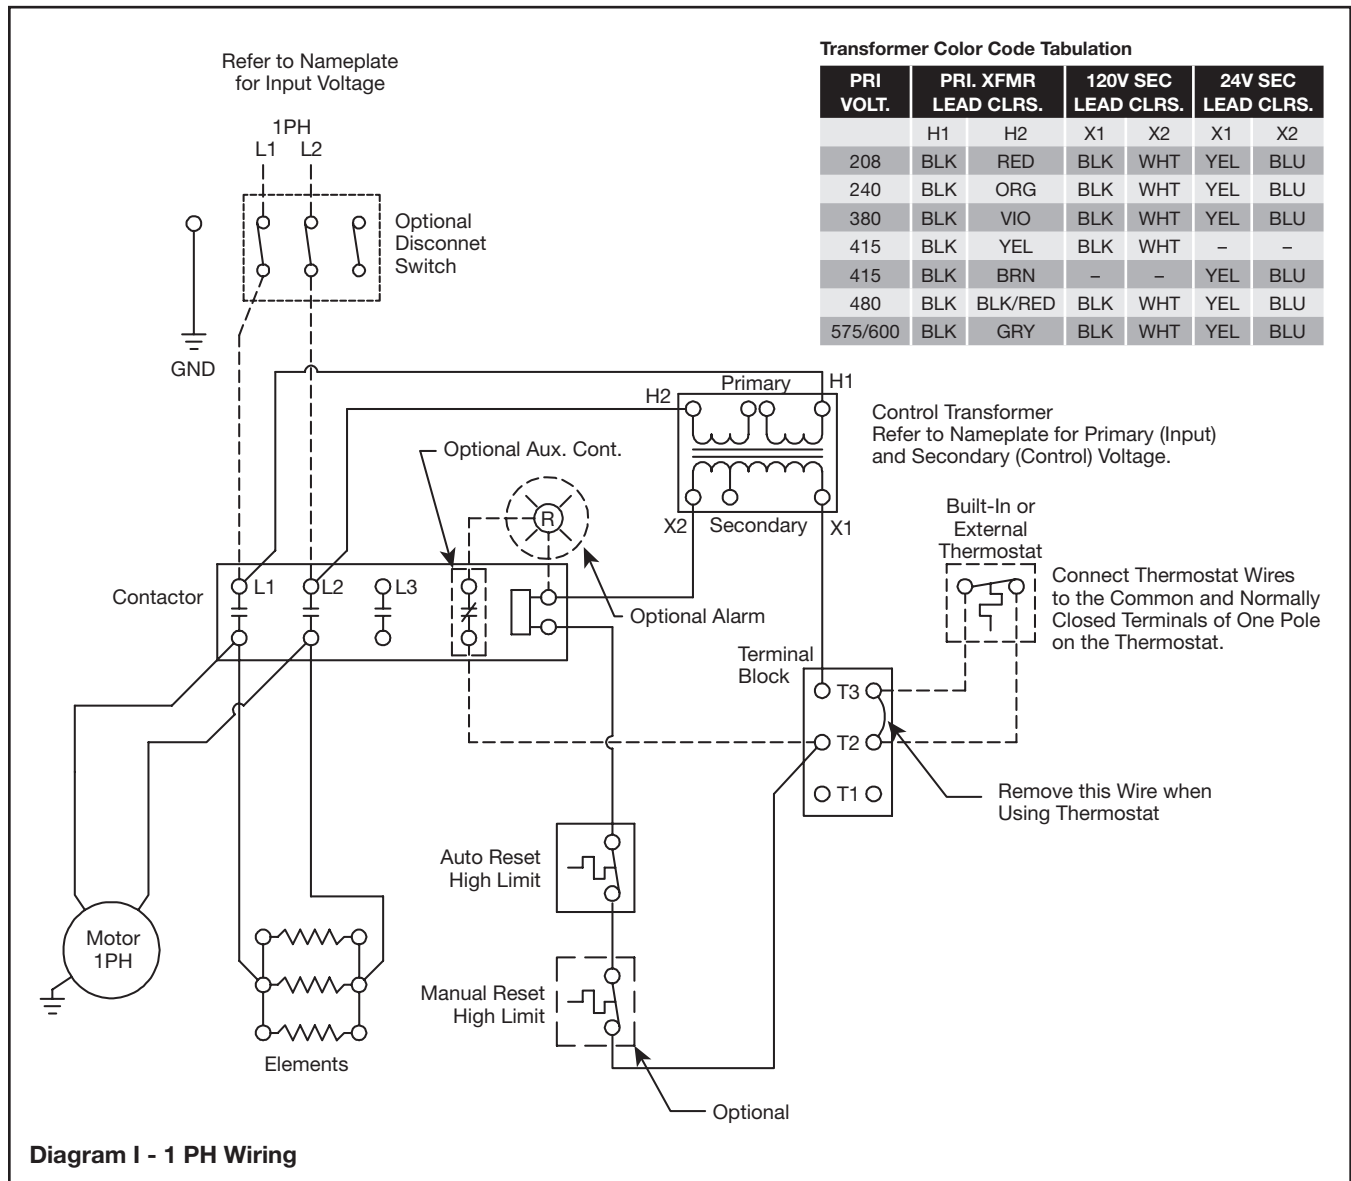 Refer to Nameplate
for Input Voltage
1PH
L1 L2
Optional
Disconnet
Switch
GND
Transformer Color Code Tabulation
PRI VOLT. PRI. XFMR LEAD CLRS. 120V SEC LEAD CLRS. 24V SEC LEAD CLRS.
H1 H2 X1 X2 X1 X2
208 BLK RED BLK WHT YEL BLU
240 BLK ORG BLK WHT YEL BLU
380 BLK VIO BLK WHT YEL BLU
415 BLK YEL BLK WHT – –
415 BLK BRN – – YEL BLU
480 BLK BLK/RED BLK WHT YEL BLU
575/600 BLK GRY BLK WHT YEL BLU
H2 Primary H1
Control Transformer
Refer to Nameplate for Primary (Input)
and Secondary (Control) Voltage.
X2 Secondary X1
Optional Aux. Cont.
R
Optional Alarm
Contactor
L1 L2 L3
Built-In or
External
Thermostat
Connect Thermostat Wires
to the Common and Normally
Closed Terminals of One Pole
on the Thermostat.
Terminal
Block
T3
T2
T1
Remove this Wire when
Using Thermostat
Auto Reset
High Limit
Manual Reset
High Limit
Optional
Motor
1PH
Elements
Diagram I - 1 PH Wiring